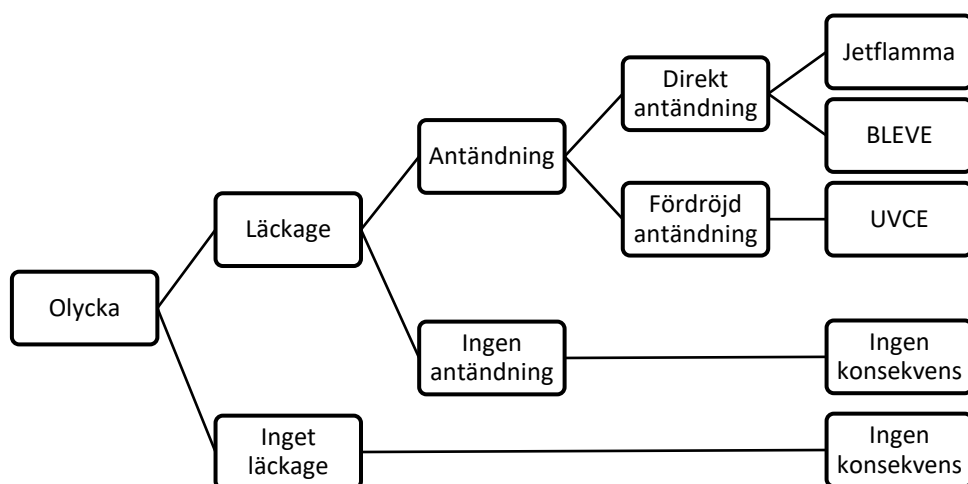 Jetflamma
Direkt
antändning
BLEVE
Antändning
Fördröjd
antändning
UVCE
Läckage
Olycka
Ingen
antändning
Ingen
konsekvens
Inget
läckage
Ingen
konsekvens